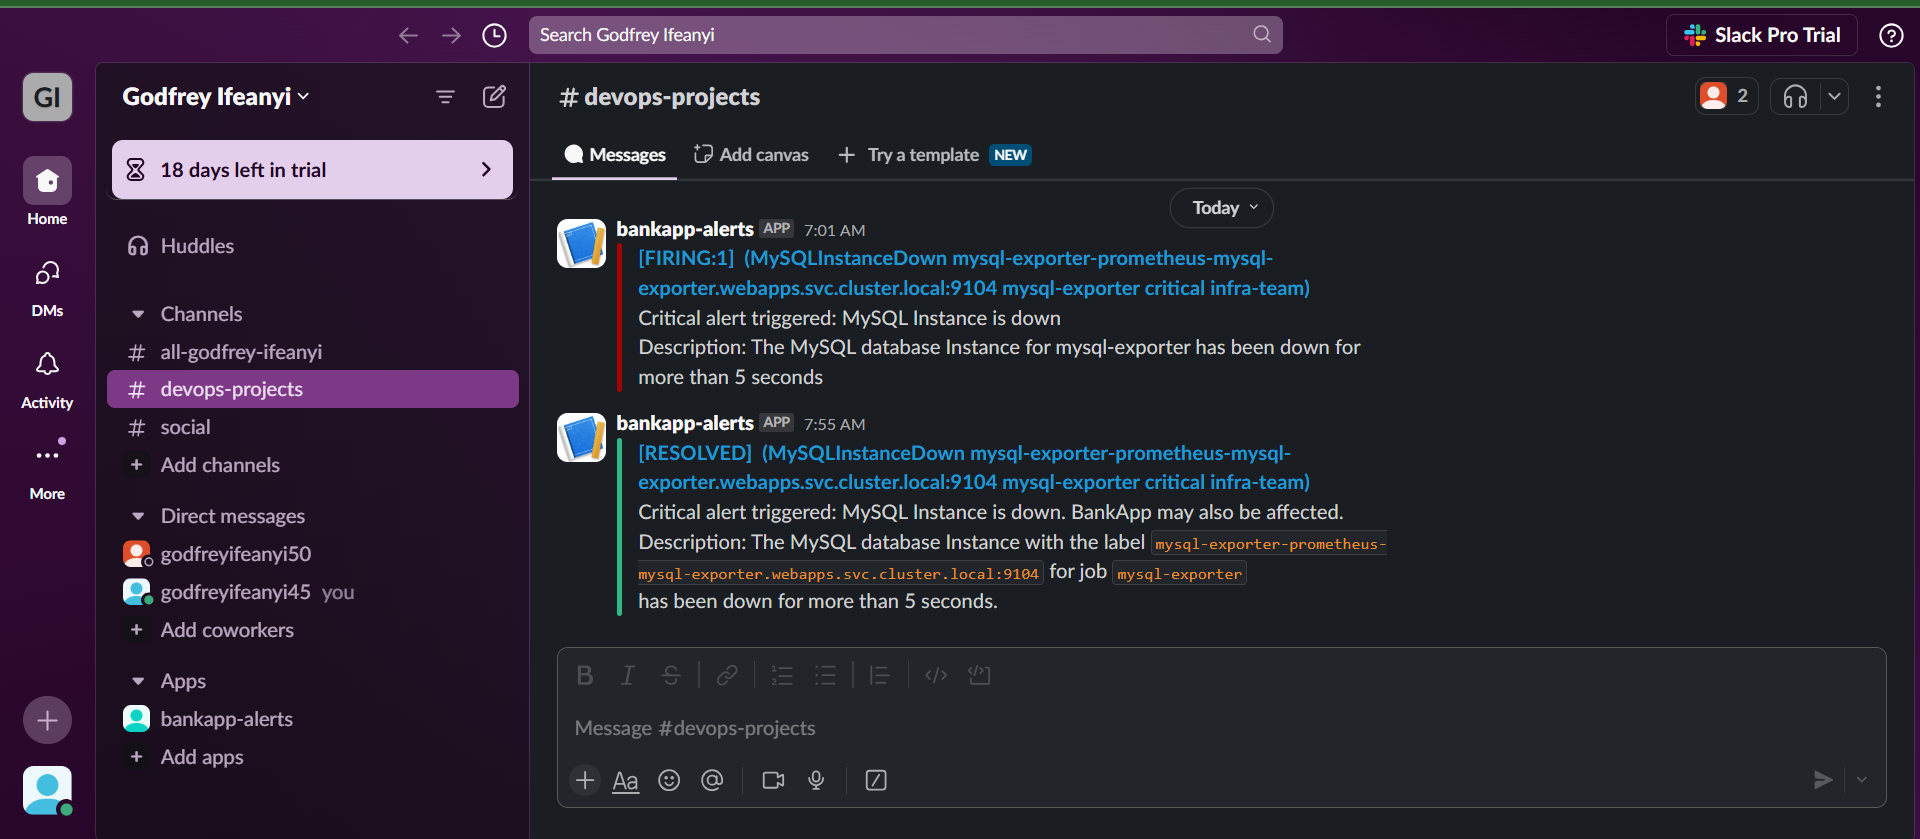 Search Godfrey Ifeanyi
Slack Pro Trial
GI
Home
DMs
Activity
More
Godfrey Ifeanyi
18 days left in trial
Huddles
Channels
# all-godfrey-ifeanyi
# devops-projects
# social
+ Add channels
Direct messages
godfreyifeanyi50
godfreyifeanyi45 you
+ Add coworkers
Apps
bankapp-alerts
+ Add apps
# devops-projects
2
Messages
Add canvas
+ Try a template NEW
Today
bankapp-alerts APP 7:01 AM
[FIRING:1] (MySQLInstanceDown mysql-exporter-prometheus-mysql-
exporter.webapps.svc.cluster.local:9104 mysql-exporter critical infra-team)
Critical alert triggered: MySQL Instance is down
Description: The MySQL database Instance for mysql-exporter has been down for
more than 5 seconds
bankapp-alerts APP 7:55 AM
[RESOLVED] (MySQLInstanceDown mysql-exporter-prometheus-mysql-
exporter.webapps.svc.cluster.local:9104 mysql-exporter critical infra-team)
Critical alert triggered: MySQL Instance is down. BankApp may also be affected.
Description: The MySQL database Instance with the label mysql-exporter-prometheus-
mysql-exporter.webapps.svc.cluster.local:9104 for job mysql-exporter
has been down for more than 5 seconds.
Message #devops-projects
Aa